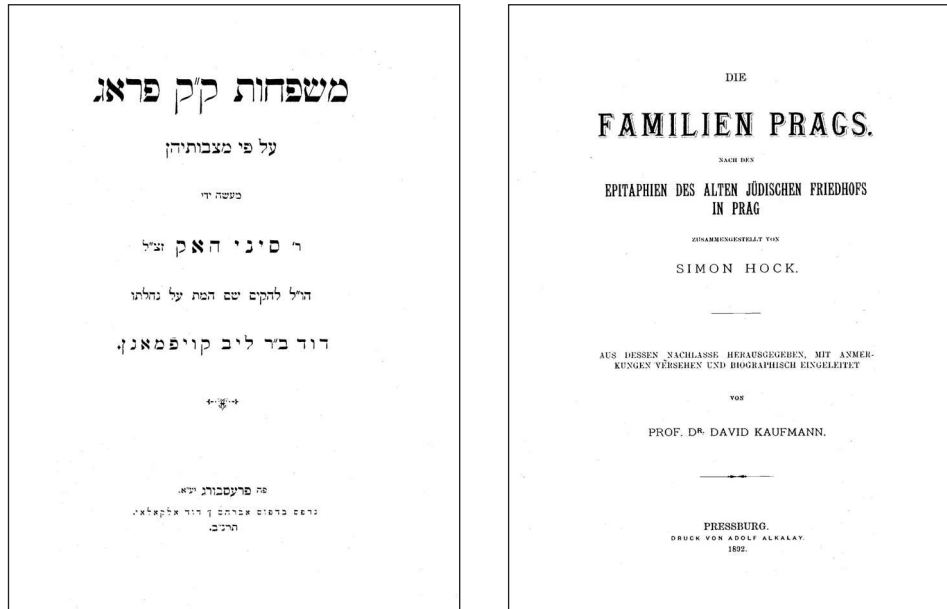 משפחות ק״ק פראג
על פי מצבותיהן
מעשה ידי
ר׳ סיני האק זצ״ל
הו״ל להקים שם המת על נחלתו
דוד ב״ר ליב קויפמאנן.
פה פרעסבורג יע״א.
נדפס בדפוס אברהם ן׳ דוד אלקאלאי.
תרנ״ב.
DIE
FAMILIEN PRAGS.
NACH DEN
EPITAPHIEN DES ALTEN JÜDISCHEN FRIEDHOFS
IN PRAG
ZUSAMMENGESTELLT VON
SIMON HOCK.
AUS DESSEN NACHLASSE HERAUSGEGEBEN, MIT ANMER-
KUNGEN VERSEHEN UND BIOGRAPHISCH EINGELEITET
VON
PROF. DR. DAVID KAUFMANN.
PRESSBURG.
DRUCK VON ADOLF ALKALAY.
1892.